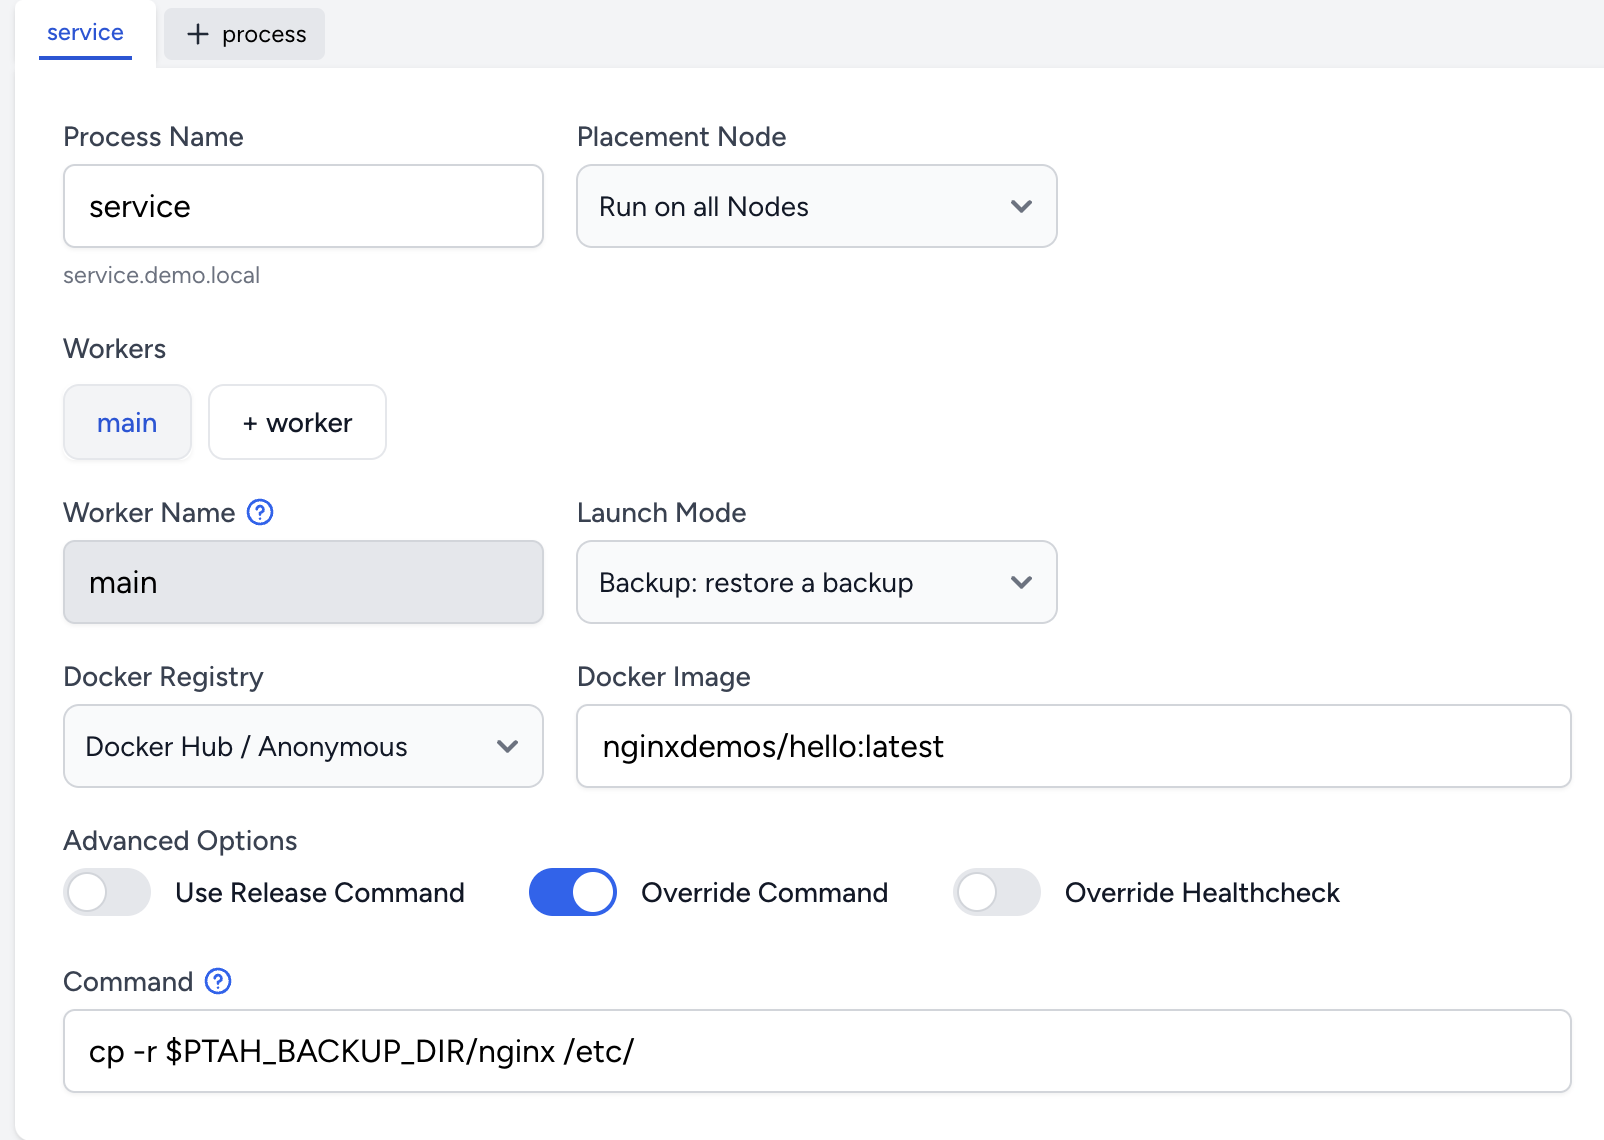 service
+ process
Process Name
Placement Node
service
Run on all Nodes
service.demo.local
Workers
main
+ worker
Worker Name ?
Launch Mode
main
Backup: restore a backup
Docker Registry
Docker Image
Docker Hub / Anonymous
nginxdemos/hello:latest
Advanced Options
Use Release Command
Override Command
Override Healthcheck
Command ?
cp -r $PTAH_BACKUP_DIR/nginx /etc/